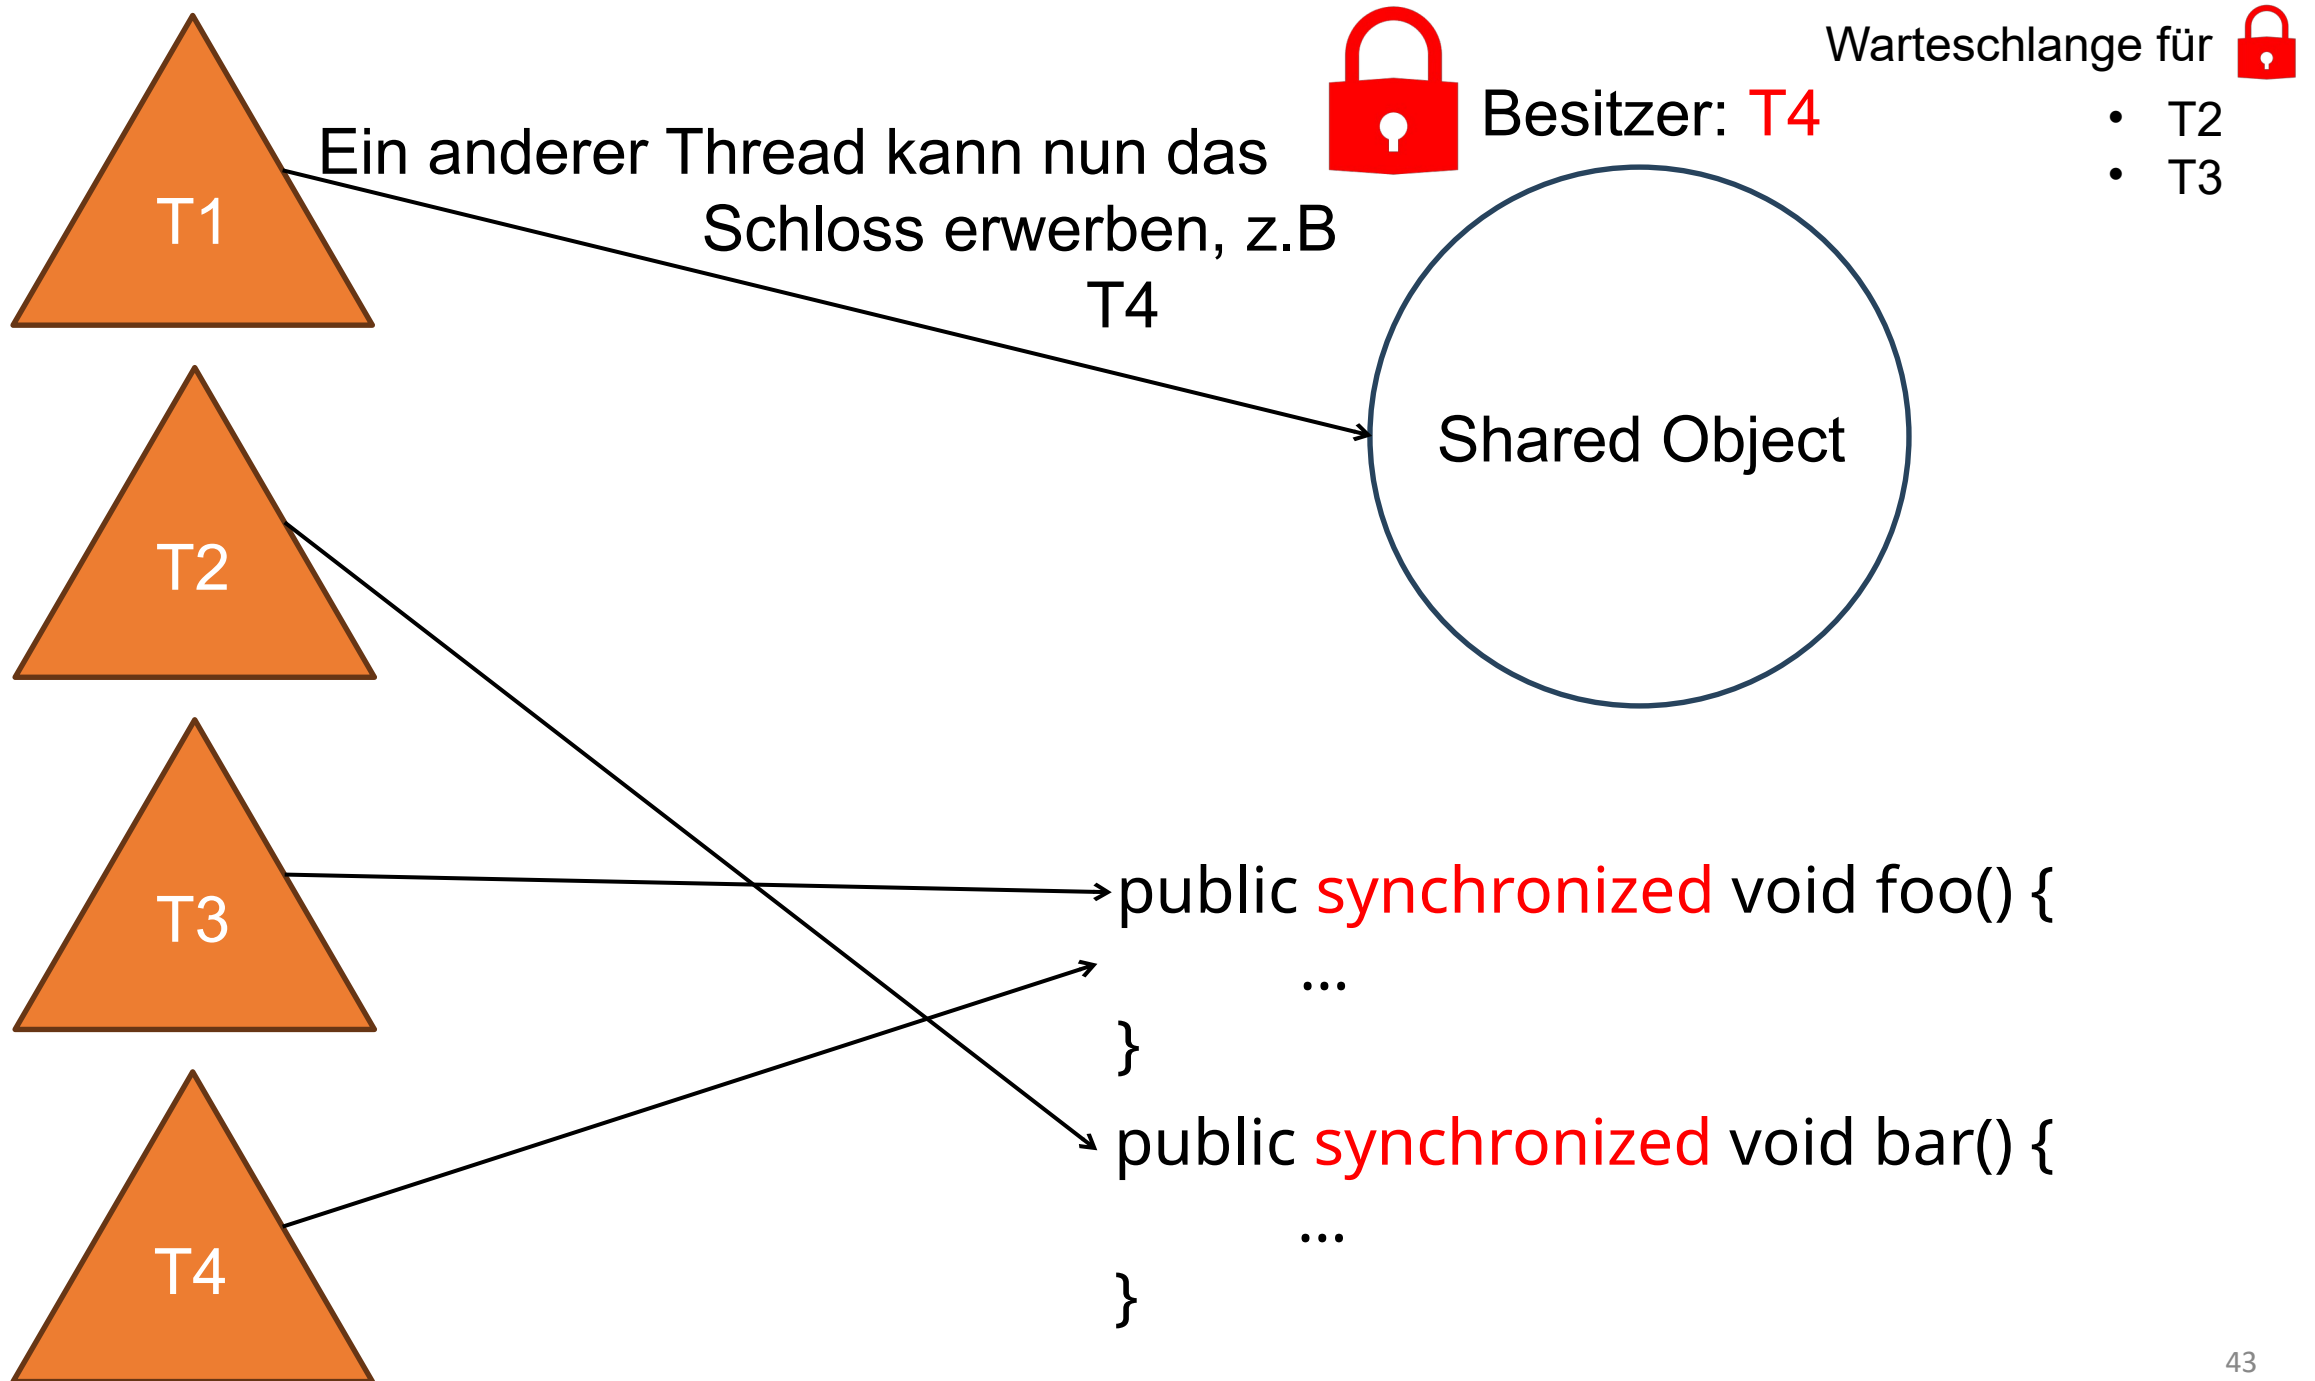 Warteschlange für
Besitzer: T4
• T2
• T3
Ein anderer Thread kann nun das
Schloss erwerben, z.B
T4
T1
Shared Object
T2
T3
public synchronized void foo() {
...
}
public synchronized void bar() {
...
}
T4
43